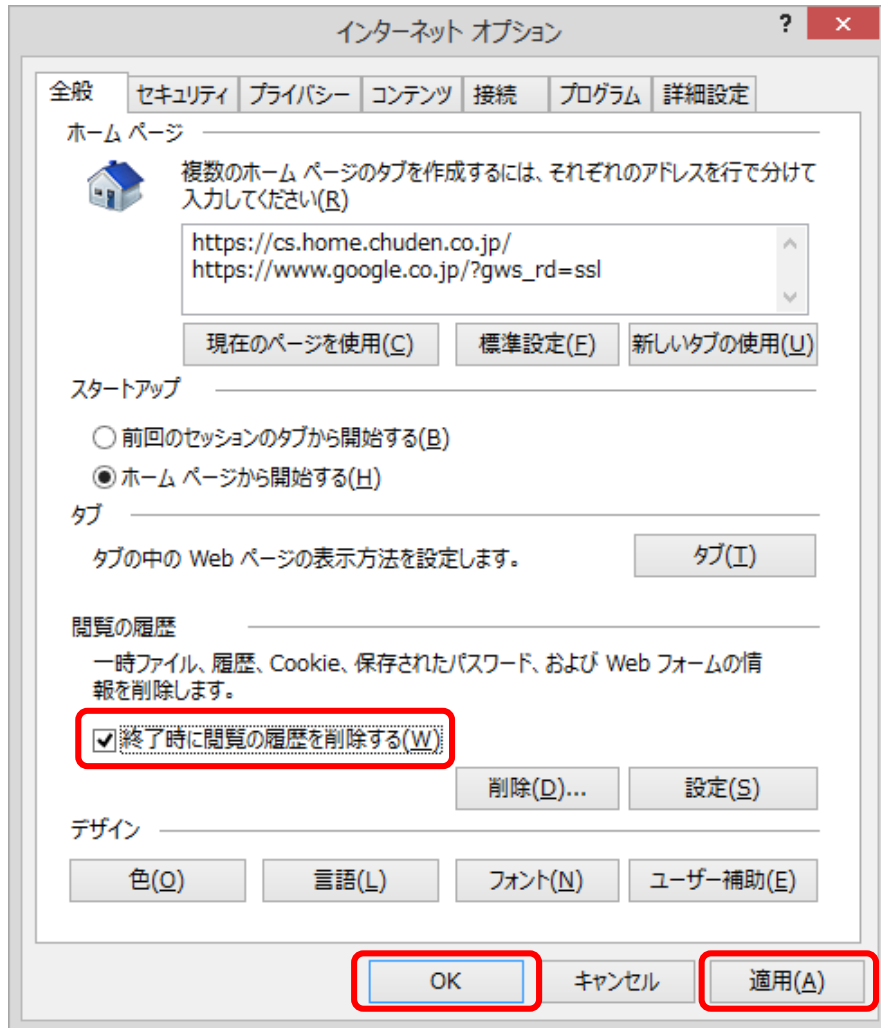 インターネット オプション
? ×
全般 セキュリティ プライバシー コンテンツ 接続 プログラム 詳細設定
ホーム ページ
複数のホーム ページのタブを作成するには、それぞれのアドレスを行で分けて
入力してください(R)
https://cs.home.chuden.co.jp/
https://www.google.co.jp/?gws_rd=ssl
現在のページを使用(C) 標準設定(F) 新しいタブの使用(U)
スタートアップ
前回のセッションのタブから開始する(B)
ホーム ページから開始する(H)
タブ
タブの中の Web ページの表示方法を設定します。 タブ(T)
閲覧の履歴
一時ファイル、履歴、Cookie、保存されたパスワード、および Web フォームの情
報を削除します。
終了時に閲覧の履歴を削除する(W)
削除(D)... 設定(S)
デザイン
色(O) 言語(L) フォント(N) ユーザー補助(E)
OK キャンセル 適用(A)